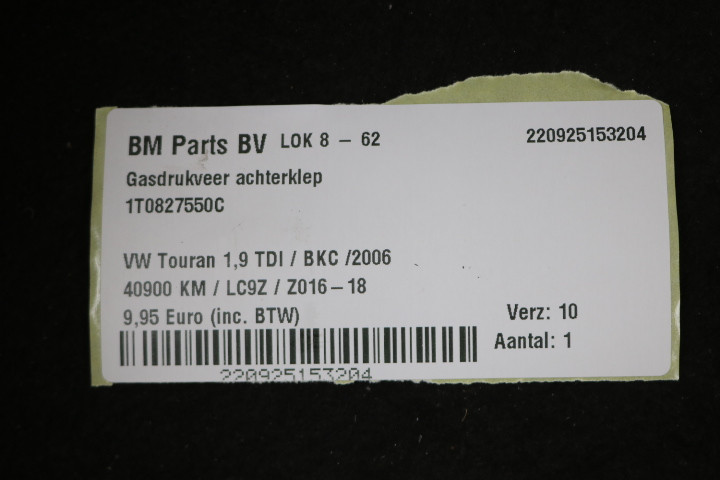 BM Parts BV LOK 8 - 62 220925153204
Gasdrukveer achterklep
1T0827550C
VW Touran 1,9 TDI / BKC /2006
40900 KM / LC9Z / Z016-18
9,95 Euro (inc. BTW) Verz: 10
Aantal: 1
220925153204